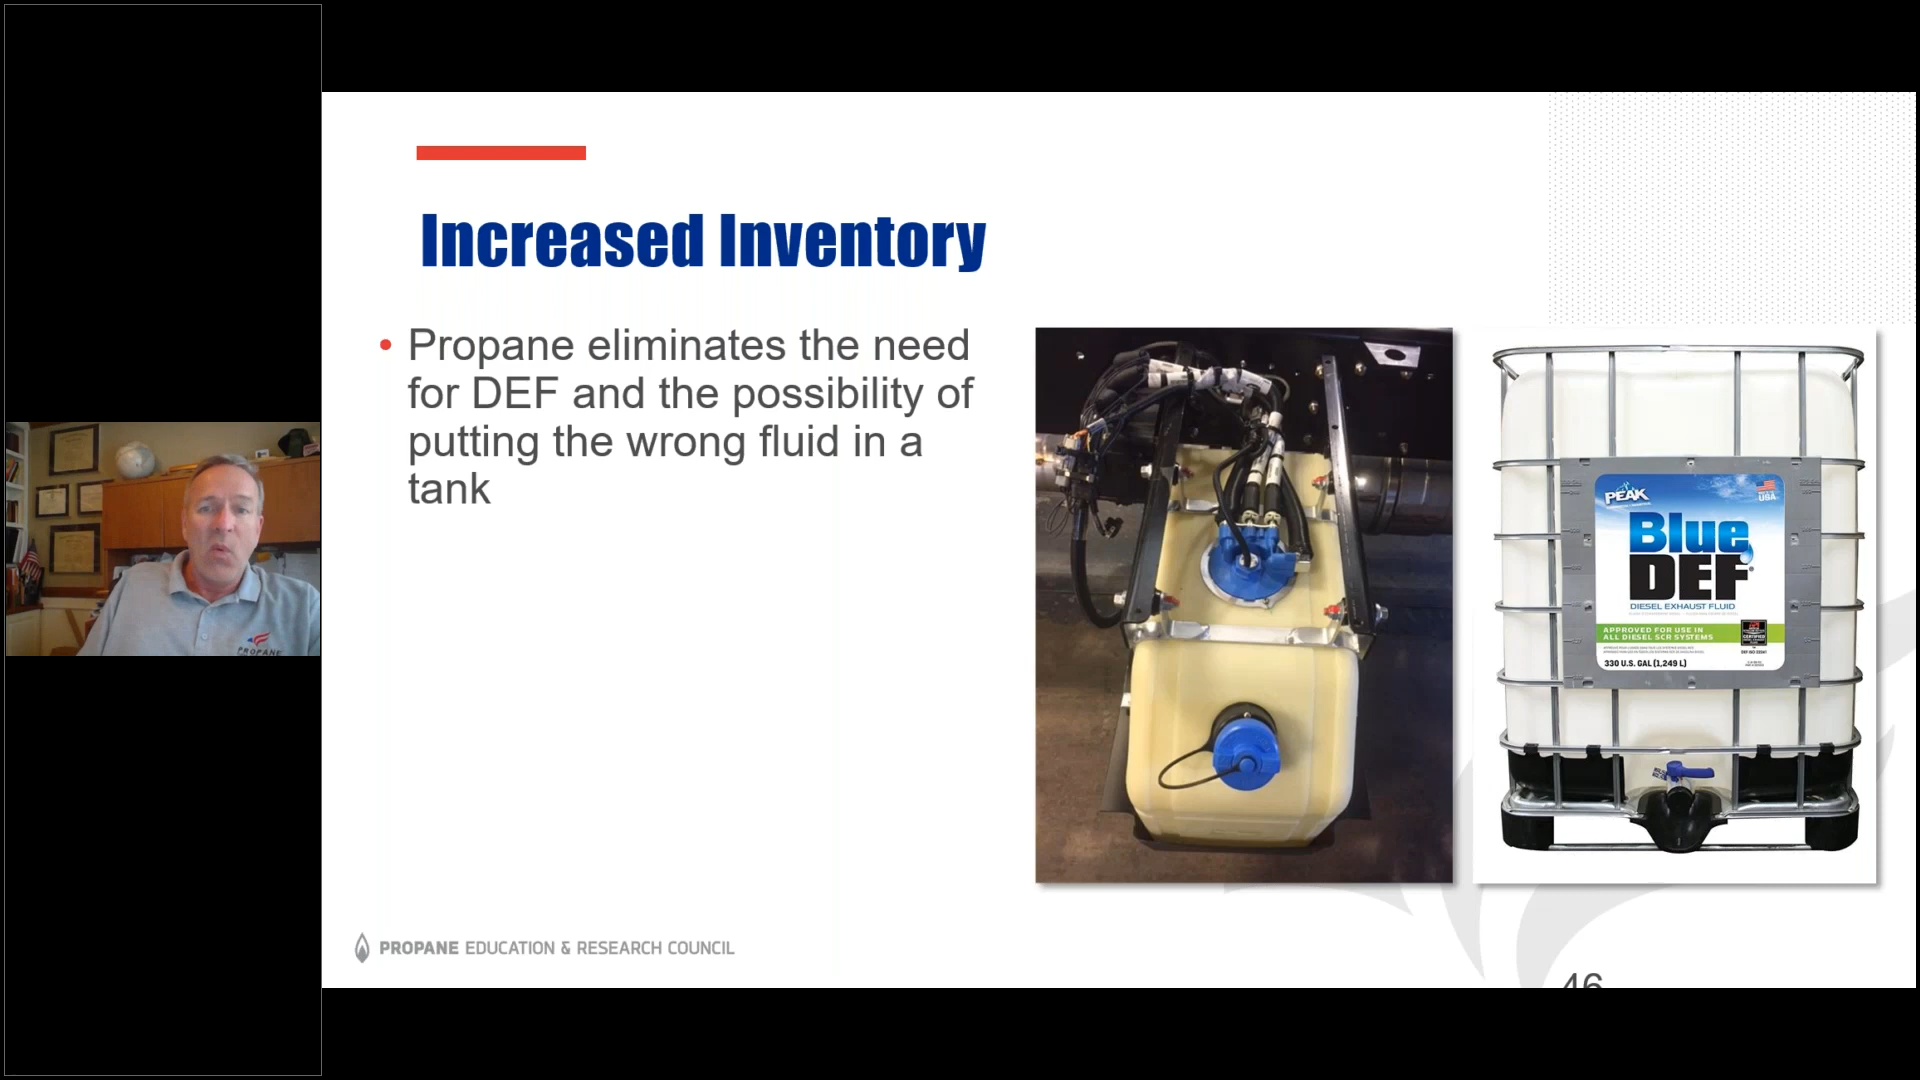 Increased Inventory
• Propane eliminates the need
for DEF and the possibility of
putting the wrong fluid in a
tank
PEAK
USA
Blue
DEF
DIESEL EXHAUST FLUID
APPROVED FOR USE IN
ALL DIESEL SCR SYSTEMS
CERTIFIED
330 U.S. GAL (1,249 L)
PROPANE
PROPANE EDUCATION & RESEARCH COUNCIL
46